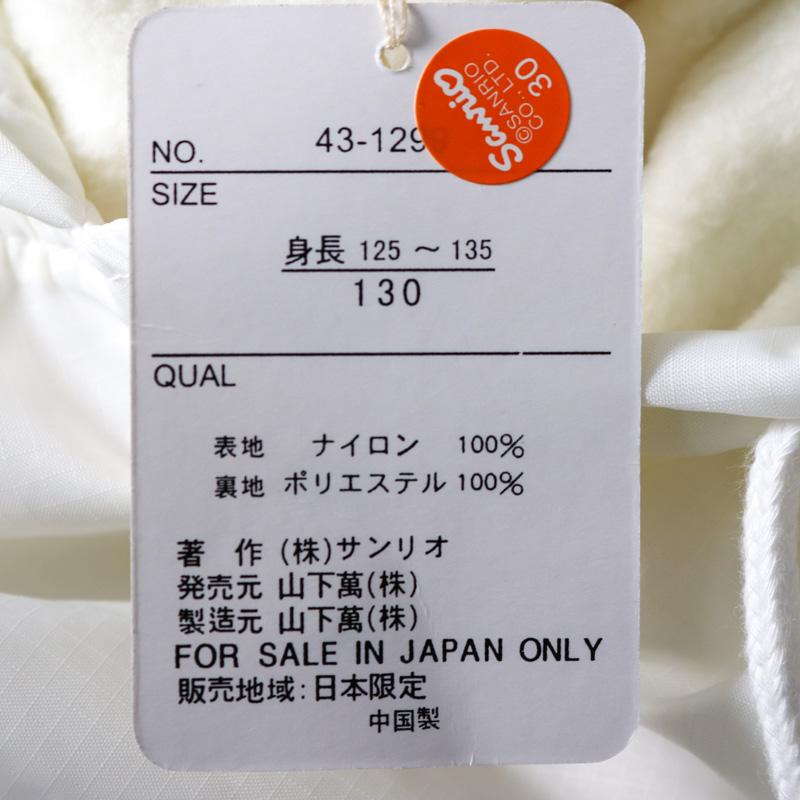 NO. 43-129
SIZE
身長 125 ～ 135
130
QUAL
表地 ナイロン 100%
裏地 ポリエステル 100%
著 作 (株)サンリオ
発売元 山下萬(株)
製造元 山下萬(株)
FOR SALE IN JAPAN ONLY
販売地域:日本限定
中国製
Sanrio
©SANRIO
CO., LTD.
30